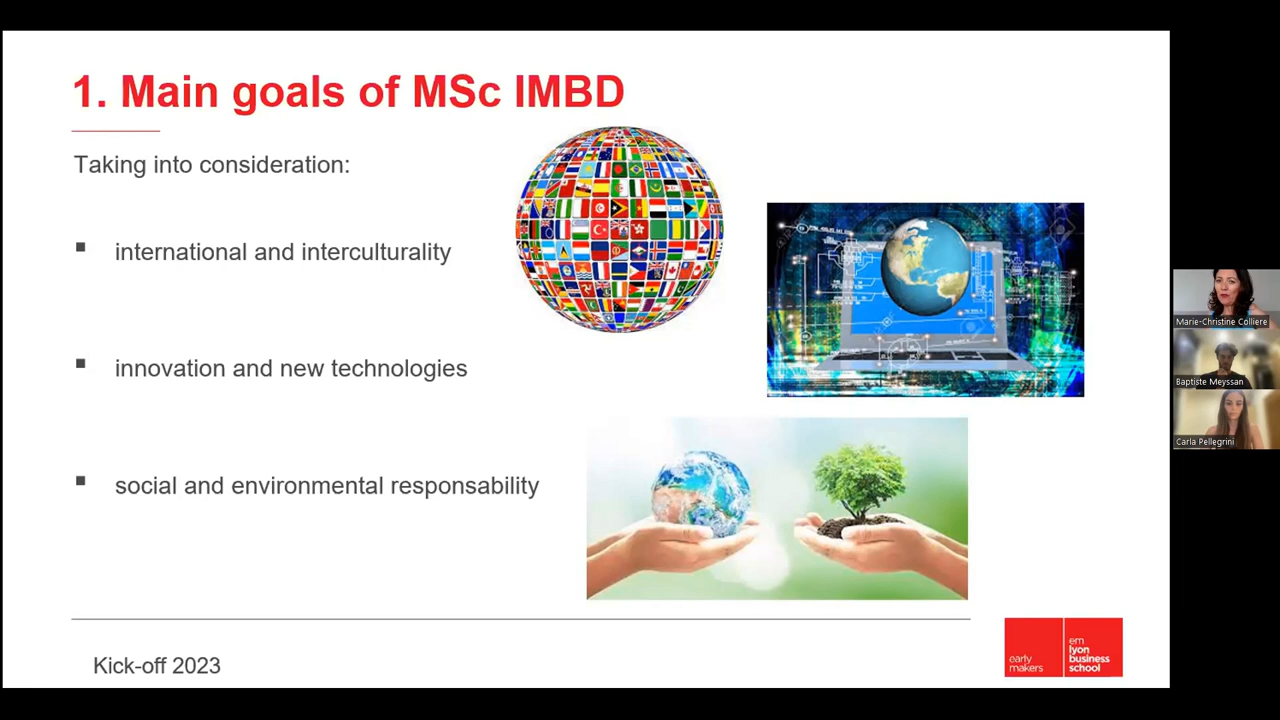 1. Main goals of MSc IMBD
Taking into consideration:
international and interculturality
innovation and new technologies
social and environmental responsability
Marie-Christine Colliere
Baptiste Meyssan
Carla Pellegrini
Kick-off 2023
early
makers
em
lyon
business
school